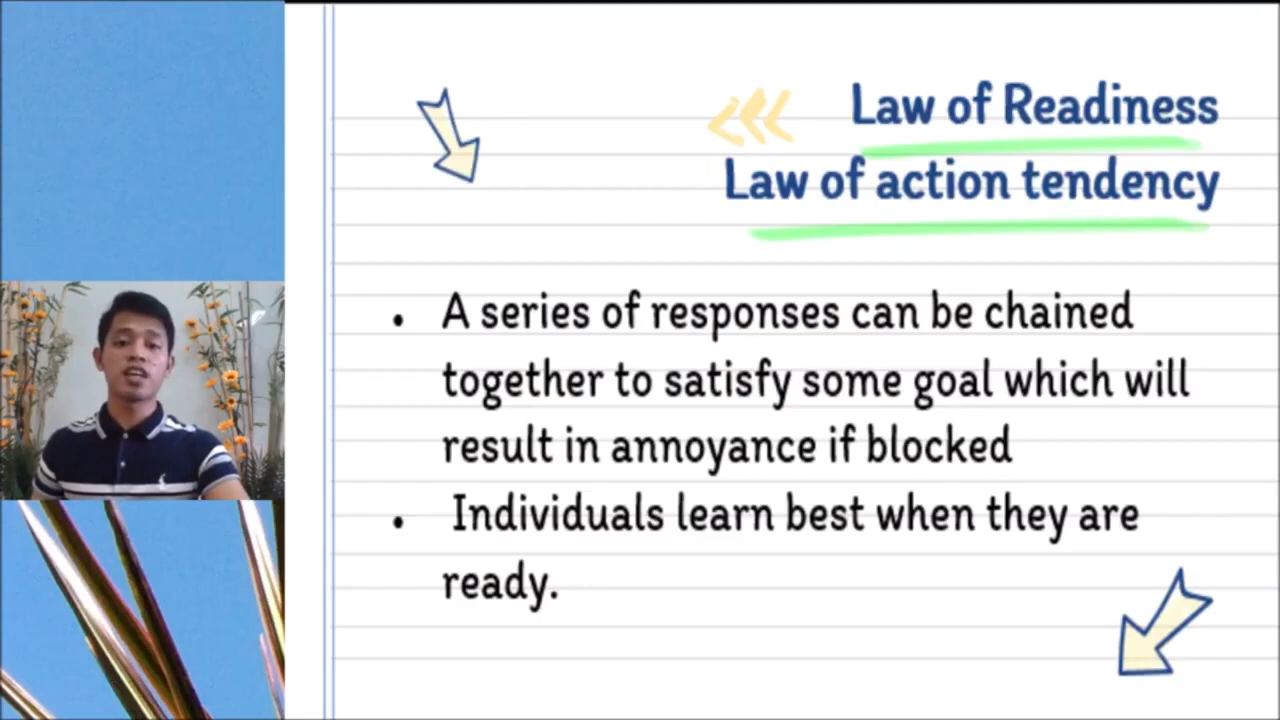 Law of Readiness
Law of action tendency
• A series of responses can be chained
together to satisfy some goal which will
result in annoyance if blocked
• Individuals learn best when they are
ready.